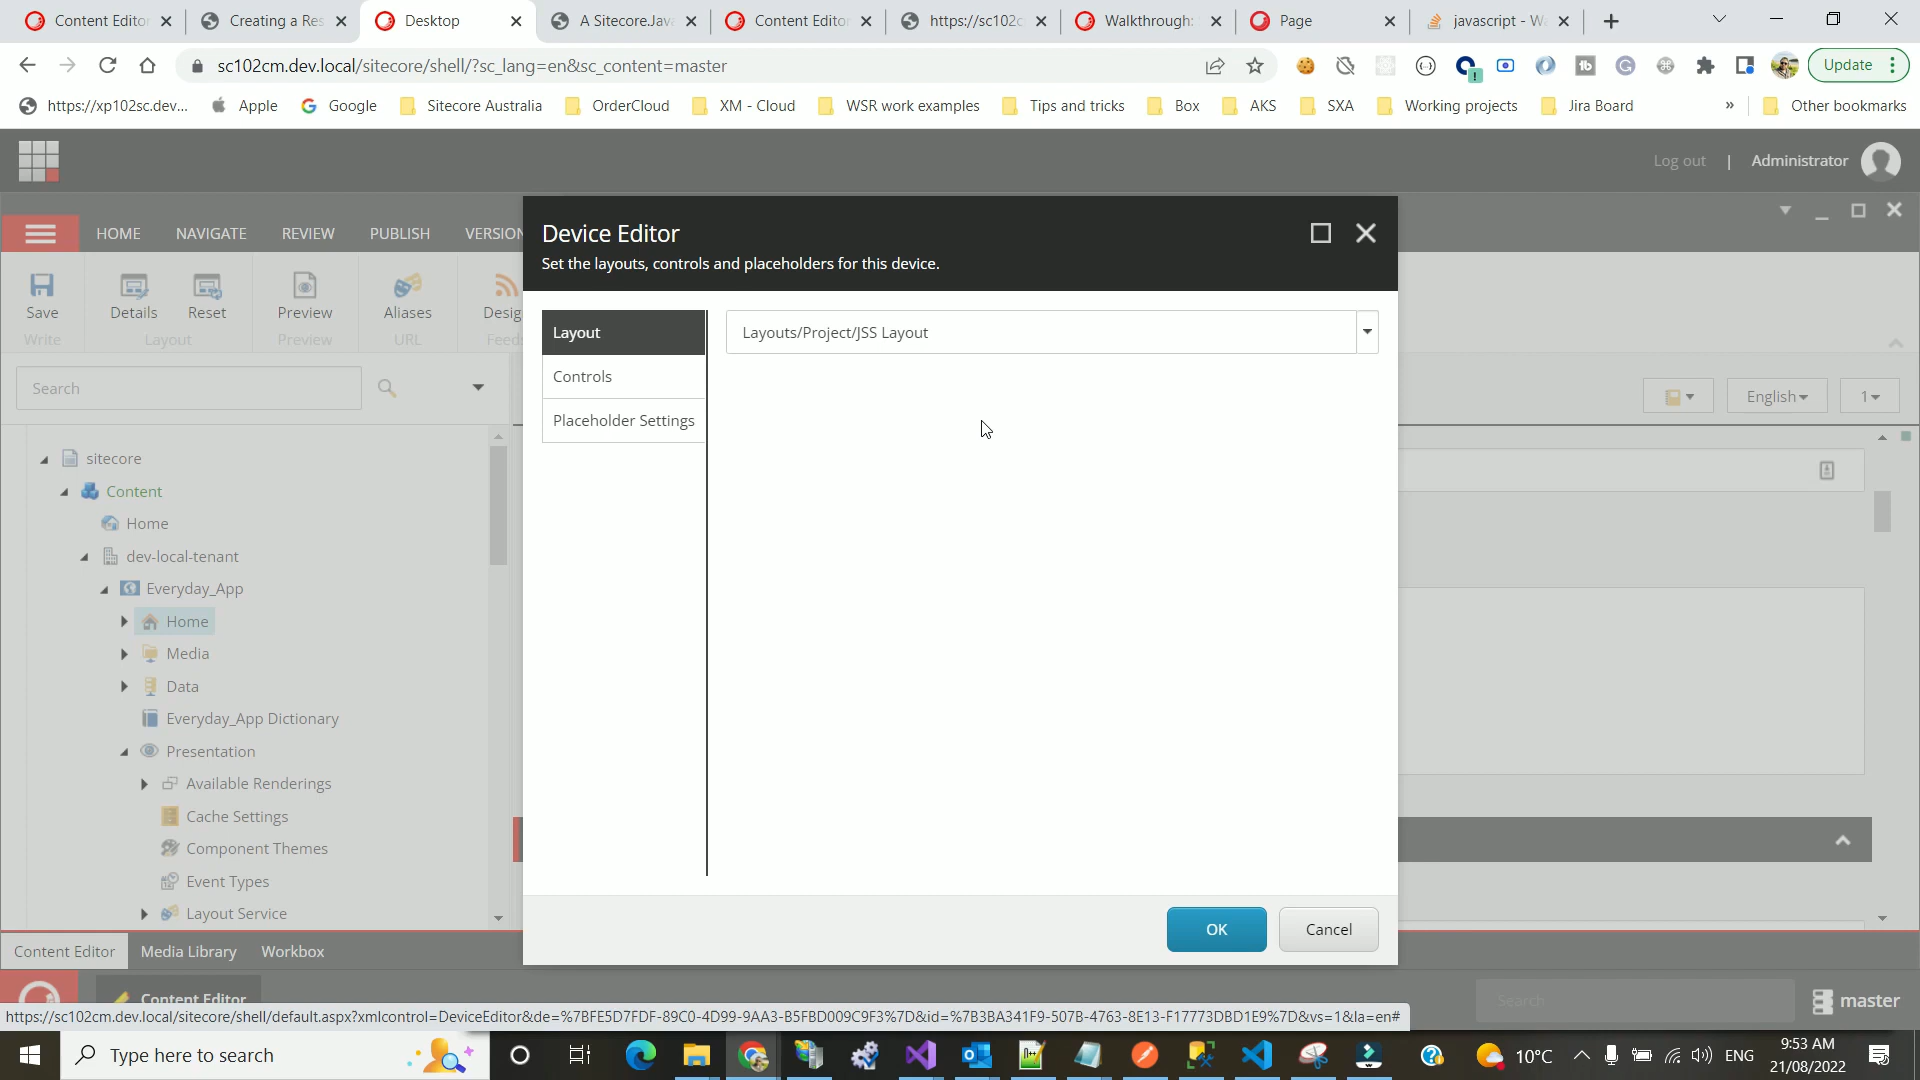 Content Editor
Creating a Res
Desktop
A Sitecore.Java
Content Editor
https://sc102c
Walkthrough:
Page
javascript - W
sc102cm.dev.local/sitecore/shell/?sc_lang=en&sc_content=master
Update
https://xp102sc.dev...
Apple
Google
Sitecore Australia
OrderCloud
XM - Cloud
WSR work examples
Tips and tricks
Box
AKS
SXA
Working projects
Jira Board
»
Other bookmarks
Log out | Administrator
HOME NAVIGATE REVIEW PUBLISH VERSION
Save
Details
Reset
Preview
Aliases
Desig
Write
Layout
Preview
URL
Feeds
Search
English
1
sitecore
Content
Home
dev-local-tenant
Everyday_App
Home
Media
Data
Everyday_App Dictionary
Presentation
Available Renderings
Cache Settings
Component Themes
Event Types
Layout Service
Device Editor
Set the layouts, controls and placeholders for this device.
Layout
Controls
Placeholder Settings
Layouts/Project/JSS Layout
OK
Cancel
Content Editor
Media Library
Workbox
Content Editor
Search
master
https://sc102cm.dev.local/sitecore/shell/default.aspx?xmlcontrol=DeviceEditor&de=%7BFE5D7FDF-89C0-4D99-9AA3-B5FBD009C9F3%7D&id=%7B3BA341F9-507B-4763-8E13-F17773DBD1E9%7D&vs=1&la=en#
Type here to search
10°C
ENG
9:53 AM
21/08/2022